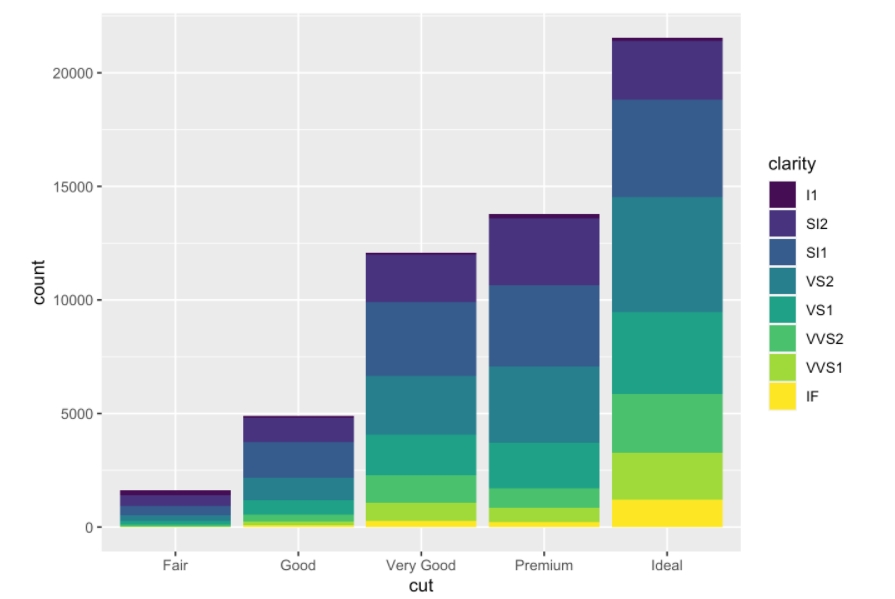 20000
15000
10000
5000
0
count
Fair Good Very Good Premium Ideal
cut
clarity
I1
SI2
SI1
VS2
VS1
VVS2
VVS1
IF